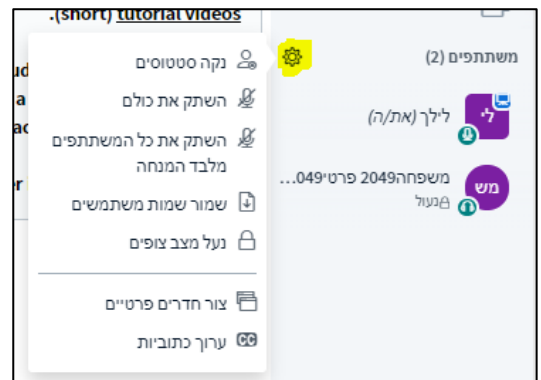 .(short) tutorial videos
משתתפים (2)
לי
לילך (את/ה)
מש
משפחה2049 פרטי049...
נעול
נקה סטטוסים
השתק את כולם
השתק את כל המשתתפים
מלבד המנחה
שמור שמות משתמשים
נעל מצב צופים
צור חדרים פרטיים
CC ערוך כתוביות